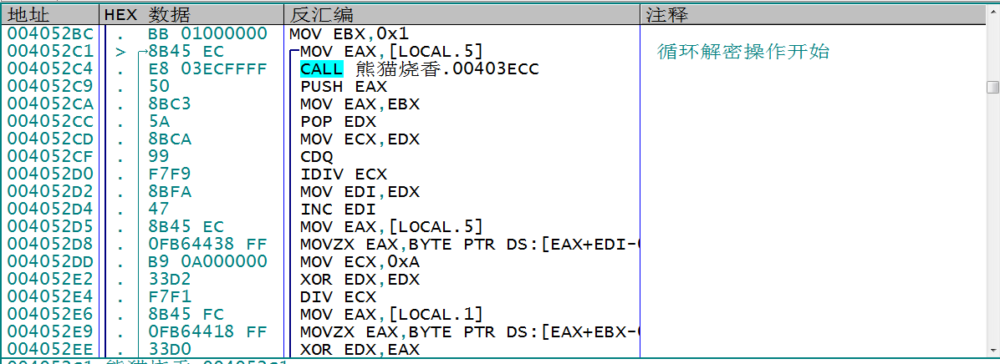 地址 HEX 数据 反汇编 注释
004052BC . BB 01000000 MOV EBX,0x1
004052C1 > 8B45 EC MOV EAX,[LOCAL.5] 循环解密操作开始
004052C4 . E8 03ECFFFF CALL 熊猫烧香.00403ECC
004052C9 . 50 PUSH EAX
004052CA . 8BC3 MOV EAX,EBX
004052CC . 5A POP EDX
004052CD . 8BCA MOV ECX,EDX
004052CF . 99 CDQ
004052D0 . F7F9 IDIV ECX
004052D2 . 8BFA MOV EDI,EDX
004052D4 . 47 INC EDI
004052D5 . 8B45 EC MOV EAX,[LOCAL.5]
004052D8 . 0FB64438 FF MOVZX EAX,BYTE PTR DS:[EAX+EDI-
004052DD . B9 0A000000 MOV ECX,0xA
004052E2 . 33D2 XOR EDX,EDX
004052E4 . F7F1 DIV ECX
004052E6 . 8B45 FC MOV EAX,[LOCAL.1]
004052E9 . 0FB64418 FF MOVZX EAX,BYTE PTR DS:[EAX+EBX-
004052EE . 33D0 XOR EDX,EAX